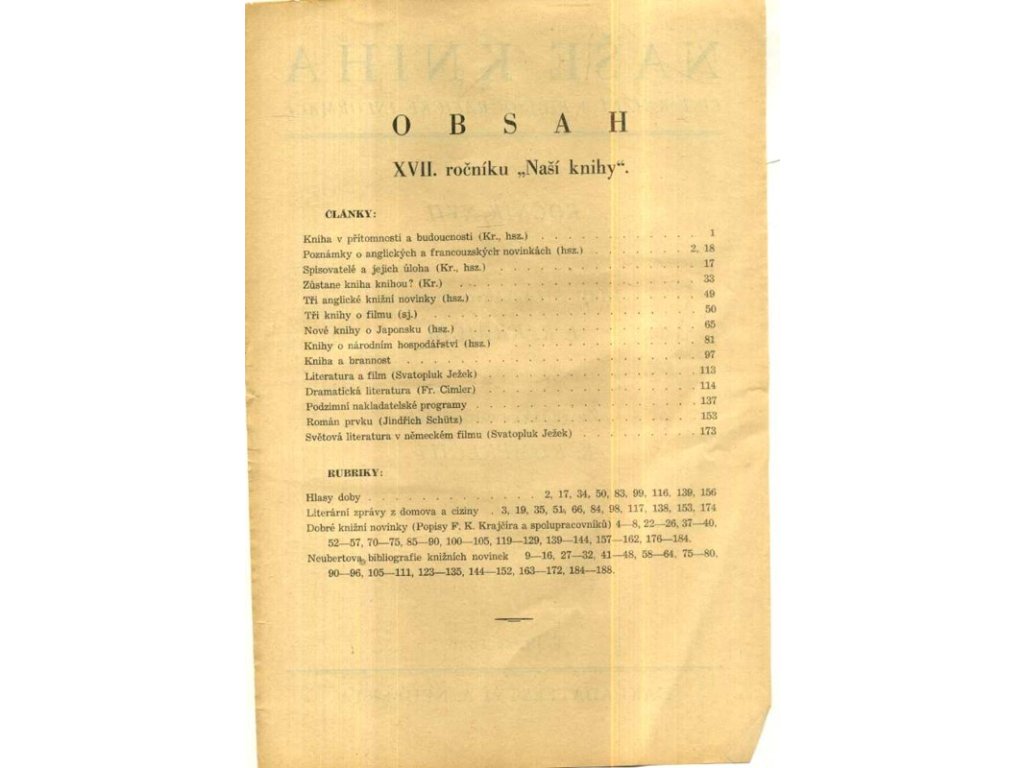 OBSAH
XVII. ročníku „Naší knihy“.
ČLÁNKY:
Kniha v přítomnosti a budoucnosti (Kr., hsz.) . . . . . . . . . . . . 1
Poznámky o anglických a francouzských novinkách (hsz.) . . . . . . . . 2, 18
Spisovatelé a jejich úloha (Kr., hsz.) . . . . . . . . . . . . . . 17
Zůstane kniha knihou? (Kr.) . . . . . . . . . . . . . . . . . 33
Tři anglické knižní novinky (hsz.) . . . . . . . . . . . . . . . 49
Tři knihy o filmu (sj.) . . . . . . . . . . . . . . . . . . . 50
Nové knihy o Japonsku (hsz.) . . . . . . . . . . . . . . . . . 65
Knihy o národním hospodářství (hsz.) . . . . . . . . . . . . . . 81
Kniha a brannost . . . . . . . . . . . . . . . . . . . . . 97
Literatura a film (Svatopluk Ježek) . . . . . . . . . . . . . . . 113
Dramatická literatura (Fr. Cimler) . . . . . . . . . . . . . . . 114
Podzimní nakladatelské programy . . . . . . . . . . . . . . . . 137
Román prvku (Jindřich Schütz) . . . . . . . . . . . . . . . . 153
Světová literatura v německém filmu (Svatopluk Ježek) . . . . . . . . 173
RUBRIKY:
Hlasy doby . . . . . . . . . . . . . 2, 17, 34, 50, 83, 99, 116, 139, 156
Literární zprávy z domova a ciziny . 3, 19, 35, 51, 66, 84, 98, 117, 138, 153, 174
Dobré knižní novinky (Popisy F. K. Krajčíra a spolupracovníků) 4—8, 22—26, 37—40,
52—57, 70—75, 85—90, 100—105, 119—129, 139—144, 157—162, 176—184.
Neubertova bibliografie knižních novinek 9—16, 27—32, 41—48, 58—64, 75—80,
90—96, 105—111, 123—135, 144—152, 163—172, 184—188.